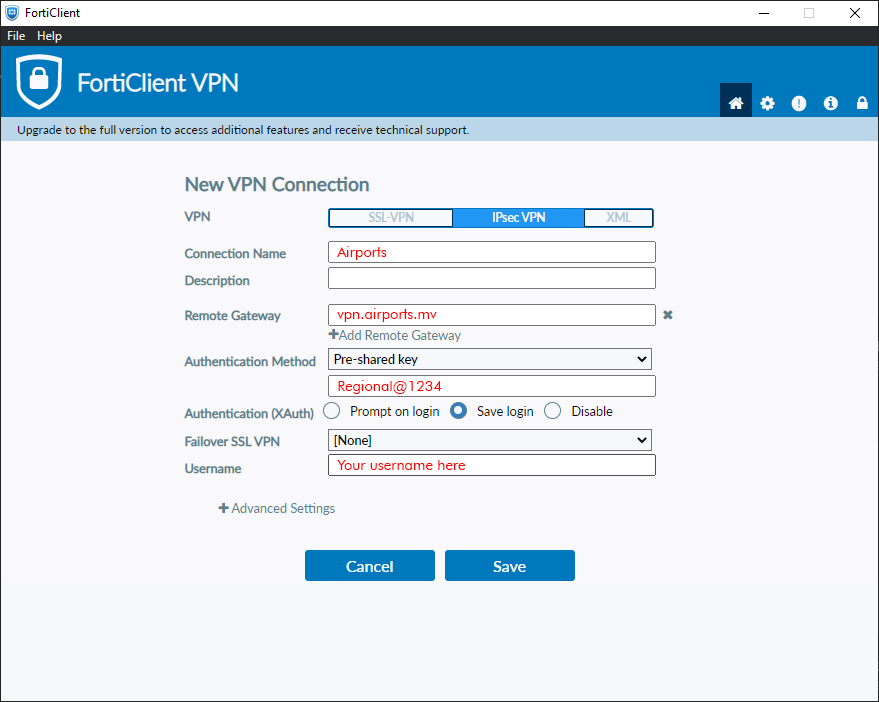 FortiClient
File Help
FortiClient VPN
Upgrade to the full version to access additional features and receive technical support.
New VPN Connection
VPN SSL-VPN IPsec VPN XML
Connection Name Airports
Description
Remote Gateway vpn.airports.mv
+Add Remote Gateway
Authentication Method Pre-shared key
Regional@1234
Authentication (XAuth) Prompt on login Save login Disable
Failover SSL VPN [None]
Username Your username here
+Advanced Settings
Cancel Save